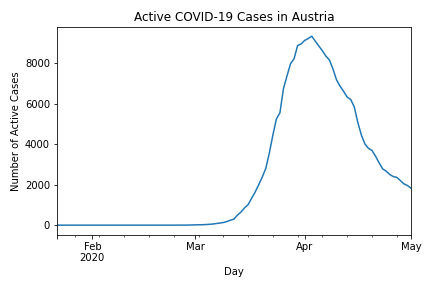 Active COVID-19 Cases in Austria
Number of Active Cases
8000
6000
4000
2000
0
Feb
2020
Mar
Apr
May
Day